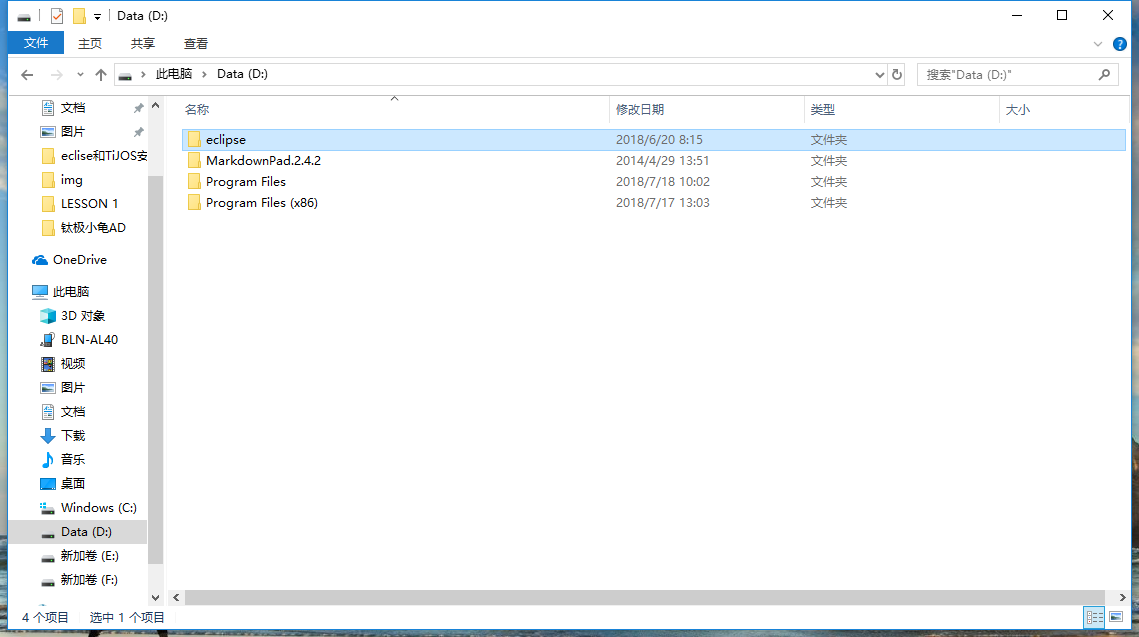 Data (D:)
文件 主页 共享 查看
此电脑 Data (D:) 搜索"Data (D:)"
名称 修改日期 类型 大小
eclipse 2018/6/20 8:15 文件夹
MarkdownPad.2.4.2 2014/4/29 13:51 文件夹
Program Files 2018/7/18 10:02 文件夹
Program Files (x86) 2018/7/17 13:03 文件夹
文档
图片
eclise和TiJOS安
img
LESSON 1
钛极小龟AD
OneDrive
此电脑
3D 对象
BLN-AL40
视频
图片
文档
下载
音乐
桌面
Windows (C:)
Data (D:)
新加卷 (E:)
新加卷 (F:)
4 个项目 选中 1 个项目